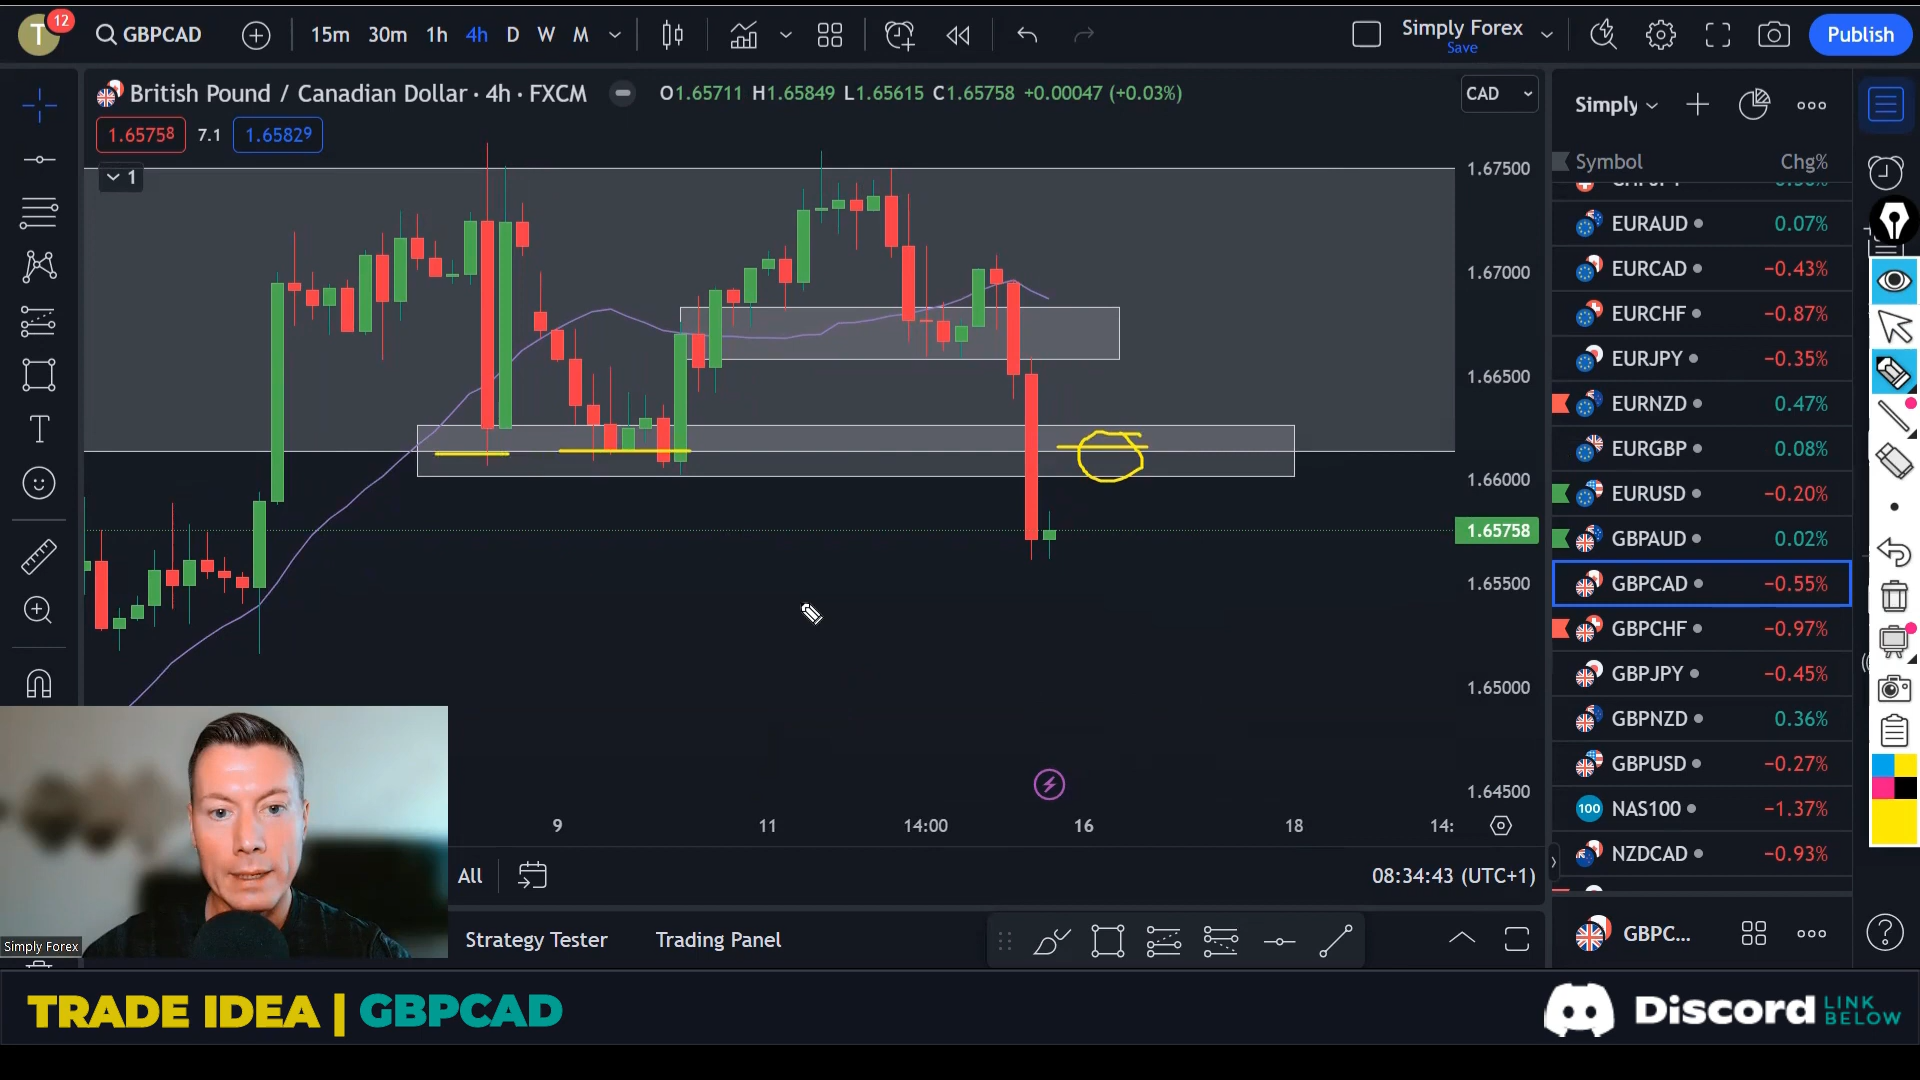 T
12
GBPCAD
15m 30m 1h 4h D W M
Simply Forex
Save
Publish
British Pound / Canadian Dollar · 4h · FXCM
O1.65711 H1.65849 L1.65615 C1.65758 +0.00047 (+0.03%)
CAD
1.65758 7.1 1.65829
1
1.67500
1.67000
1.66500
1.66000
1.65758
1.65500
1.65000
1.64500
9 11 14:00 16 18 14:
All
08:34:43 (UTC+1)
Strategy Tester
Trading Panel
Simply
Symbol Chg%
EURAUD 0.07%
EURCAD −0.43%
EURCHF −0.87%
EURJPY −0.35%
EURNZD 0.47%
EURGBP 0.08%
EURUSD −0.20%
GBPAUD 0.02%
GBPCAD −0.55%
GBPCHF −0.97%
GBPJPY −0.45%
GBPNZD 0.36%
GBPUSD −0.27%
100 NAS100 −1.37%
NZDCAD −0.93%
GBPC...
Simply Forex
TRADE IDEA | GBPCAD
Discord LINK BELOW